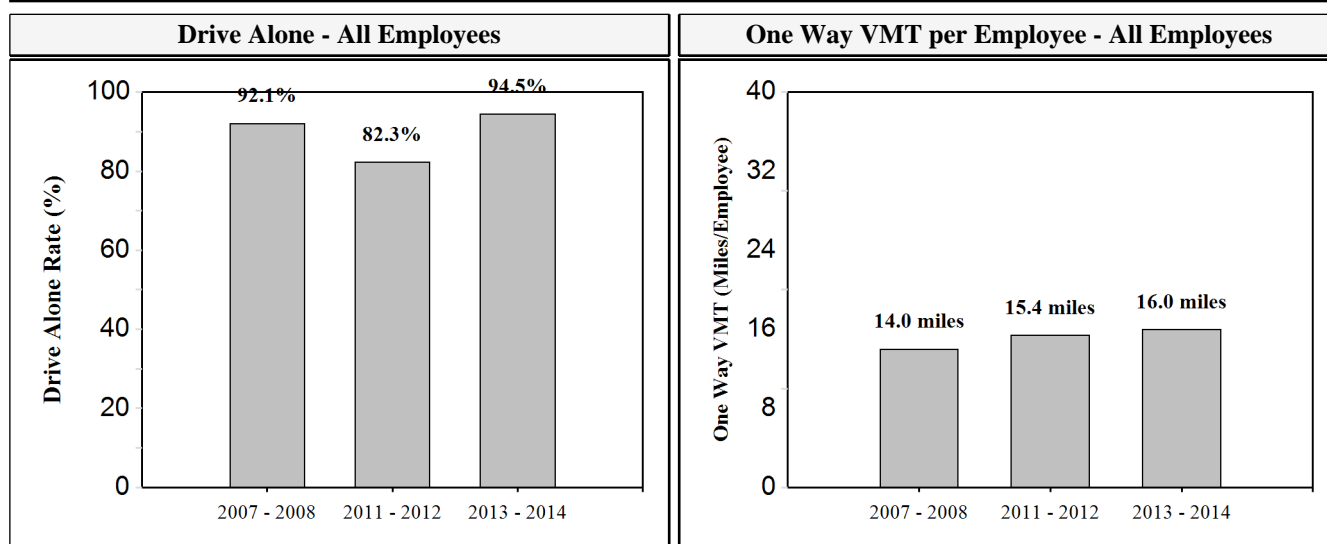 Drive Alone - All Employees
One Way VMT per Employee - All Employees
Drive Alone Rate (%)
100
80
60
40
20
0
92.1%
82.3%
94.5%
2007 - 2008
2011 - 2012
2013 - 2014
One Way VMT (Miles/Employee)
40
32
24
16
8
0
14.0 miles
15.4 miles
16.0 miles
2007 - 2008
2011 - 2012
2013 - 2014